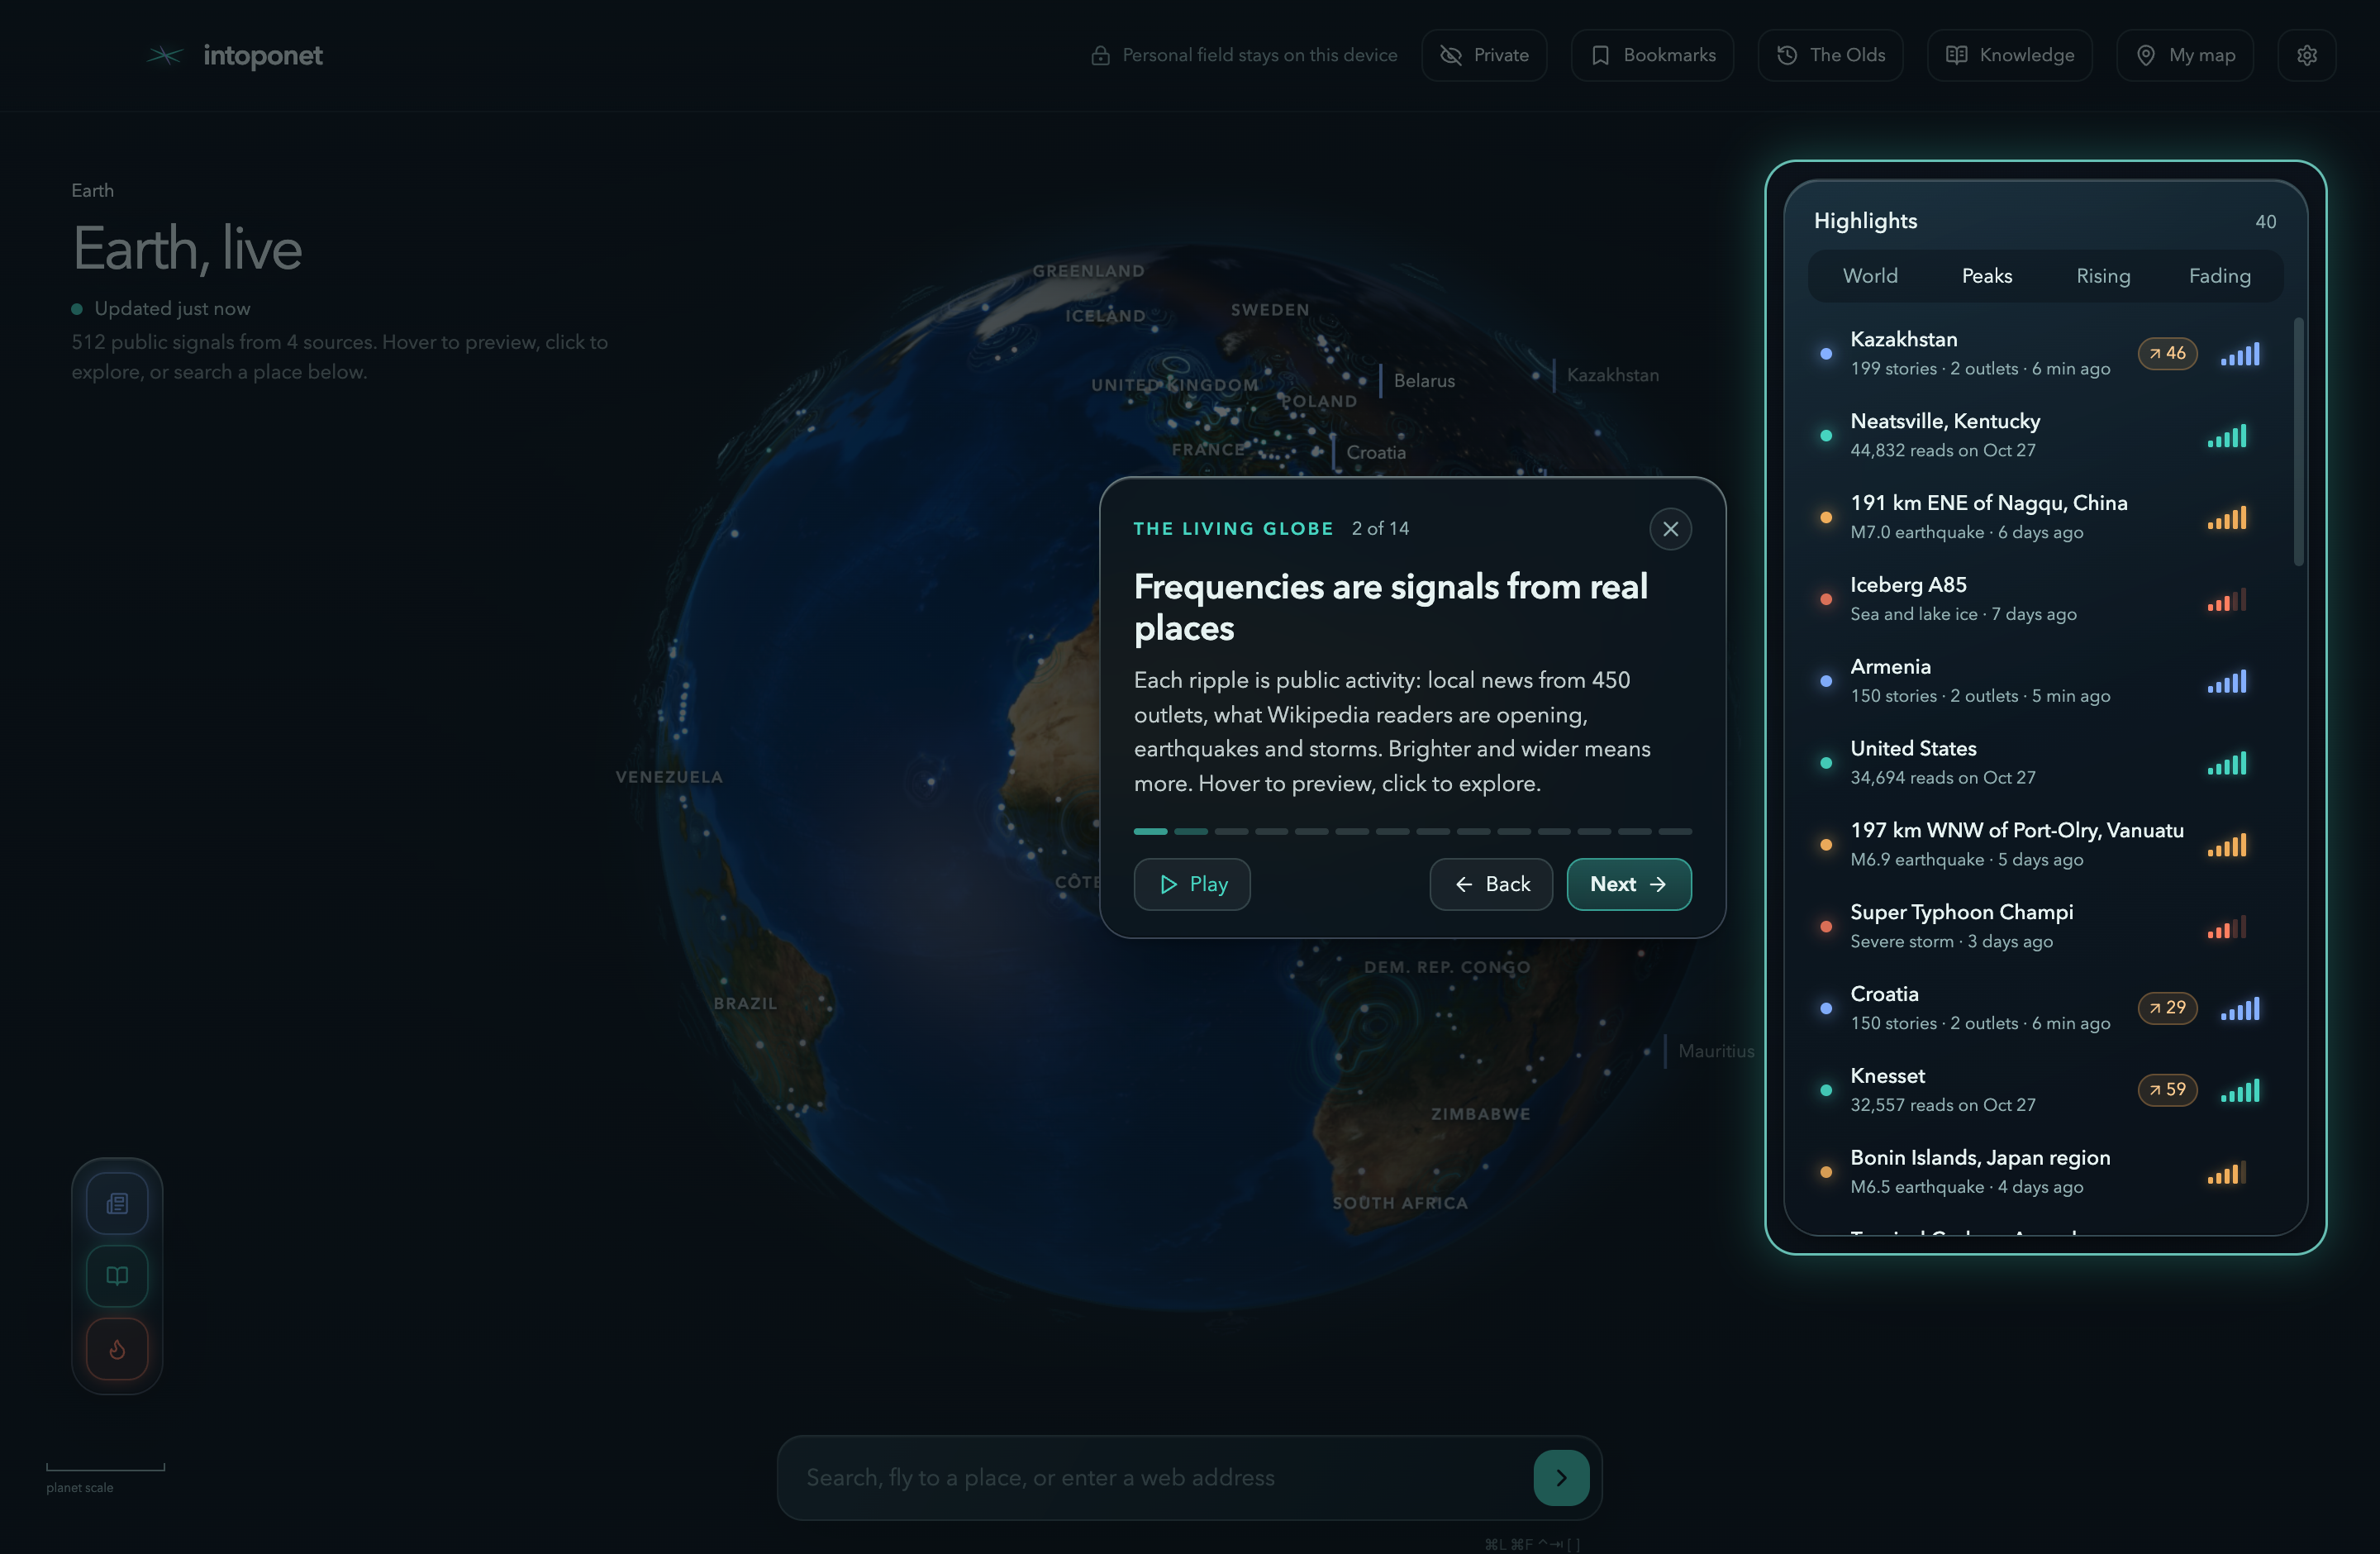 intoponet
Personal field stays on this device
Private
Bookmarks
The Olds
Knowledge
My map
Earth
Earth, live
Updated just now
512 public signals from 4 sources. Hover to preview, click to
explore, or search a place below.
GREENLAND
ICELAND
SWEDEN
UNITED KINGDOM
POLAND
Belarus
Kazakhstan
FRANCE
Croatia
VENEZUELA
CÔTE
BRAZIL
DEM. REP. CONGO
Mauritius
ZIMBABWE
SOUTH AFRICA
THE LIVING GLOBE 2 of 14
Frequencies are signals from real
places
Each ripple is public activity: local news from 450
outlets, what Wikipedia readers are opening,
earthquakes and storms. Brighter and wider means
more. Hover to preview, click to explore.
Play
Back
Next
Highlights 40
World Peaks Rising Fading
Kazakhstan
199 stories · 2 outlets · 6 min ago
↗ 46
Neatsville, Kentucky
44,832 reads on Oct 27
191 km ENE of Nagqu, China
M7.0 earthquake · 6 days ago
Iceberg A85
Sea and lake ice · 7 days ago
Armenia
150 stories · 2 outlets · 5 min ago
United States
34,694 reads on Oct 27
197 km WNW of Port-Olry, Vanuatu
M6.9 earthquake · 5 days ago
Super Typhoon Champi
Severe storm · 3 days ago
Croatia
150 stories · 2 outlets · 6 min ago
↗ 29
Knesset
32,557 reads on Oct 27
↗ 59
Bonin Islands, Japan region
M6.5 earthquake · 4 days ago
planet scale
Search, fly to a place, or enter a web address
⌘L ⌘F ^⇥ [ ]